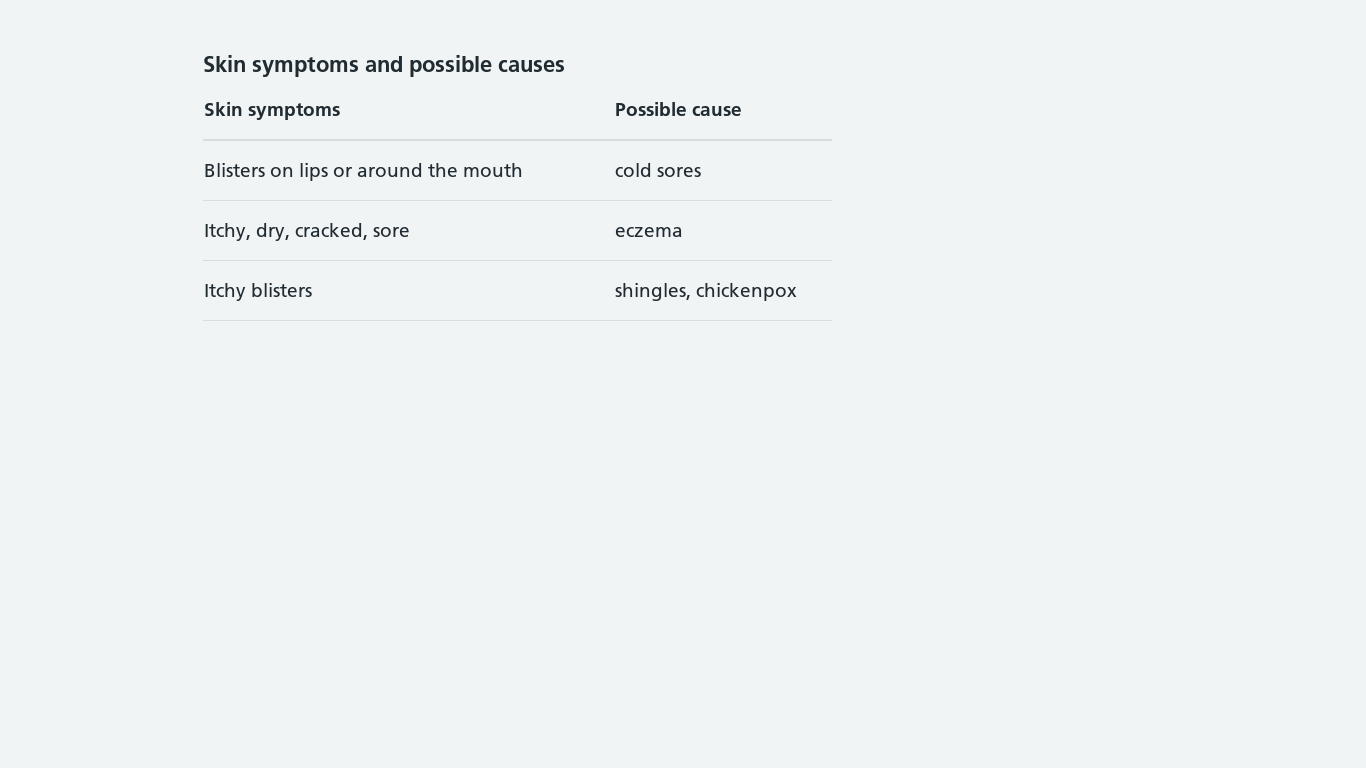 Skin symptoms and possible causes
Skin symptoms Possible cause
Blisters on lips or around the mouth cold sores
Itchy, dry, cracked, sore eczema
Itchy blisters shingles, chickenpox